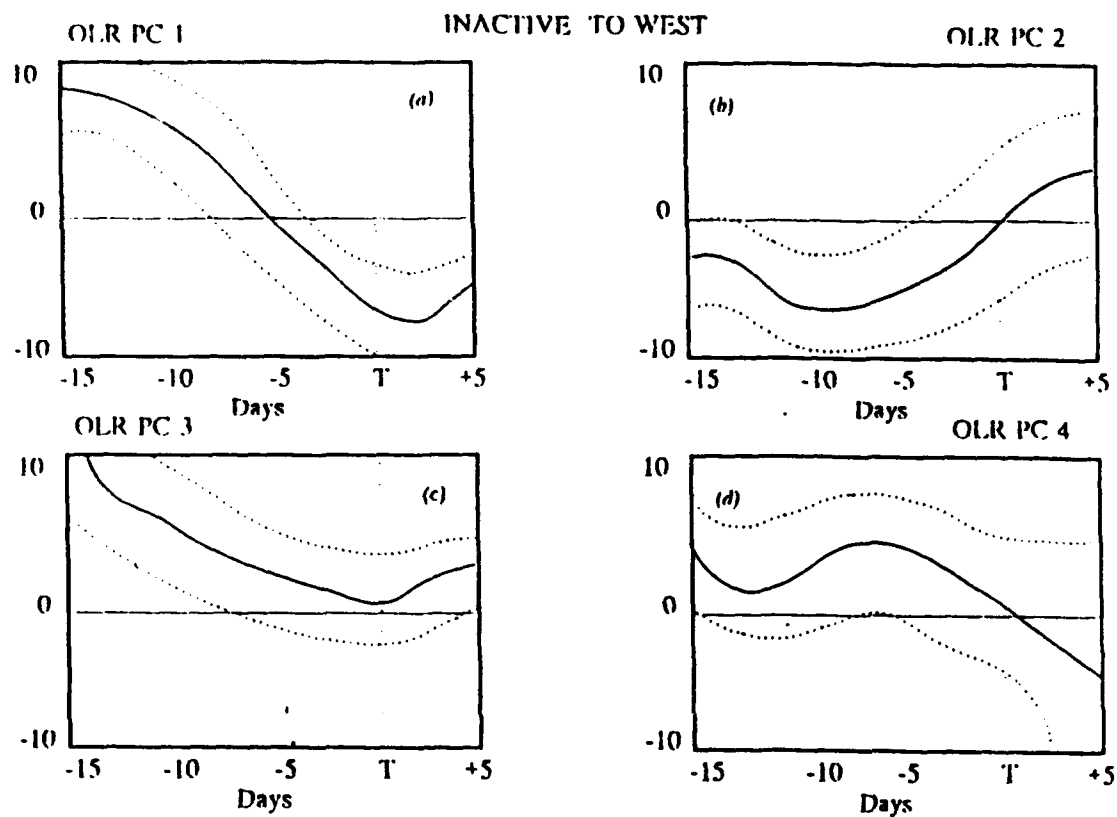 INACTIVE TO WEST
OLR PC 1
10
0
-10
(a)
-15 -10 -5 T +5
Days
OLR PC 2
10
0
-10
(b)
-15 -10 -5 T +5
Days
OLR PC 3
10
0
-10
(c)
-15 -10 -5 T +5
Days
OLR PC 4
10
0
-10
(d)
-15 -10 -5 T +5
Days